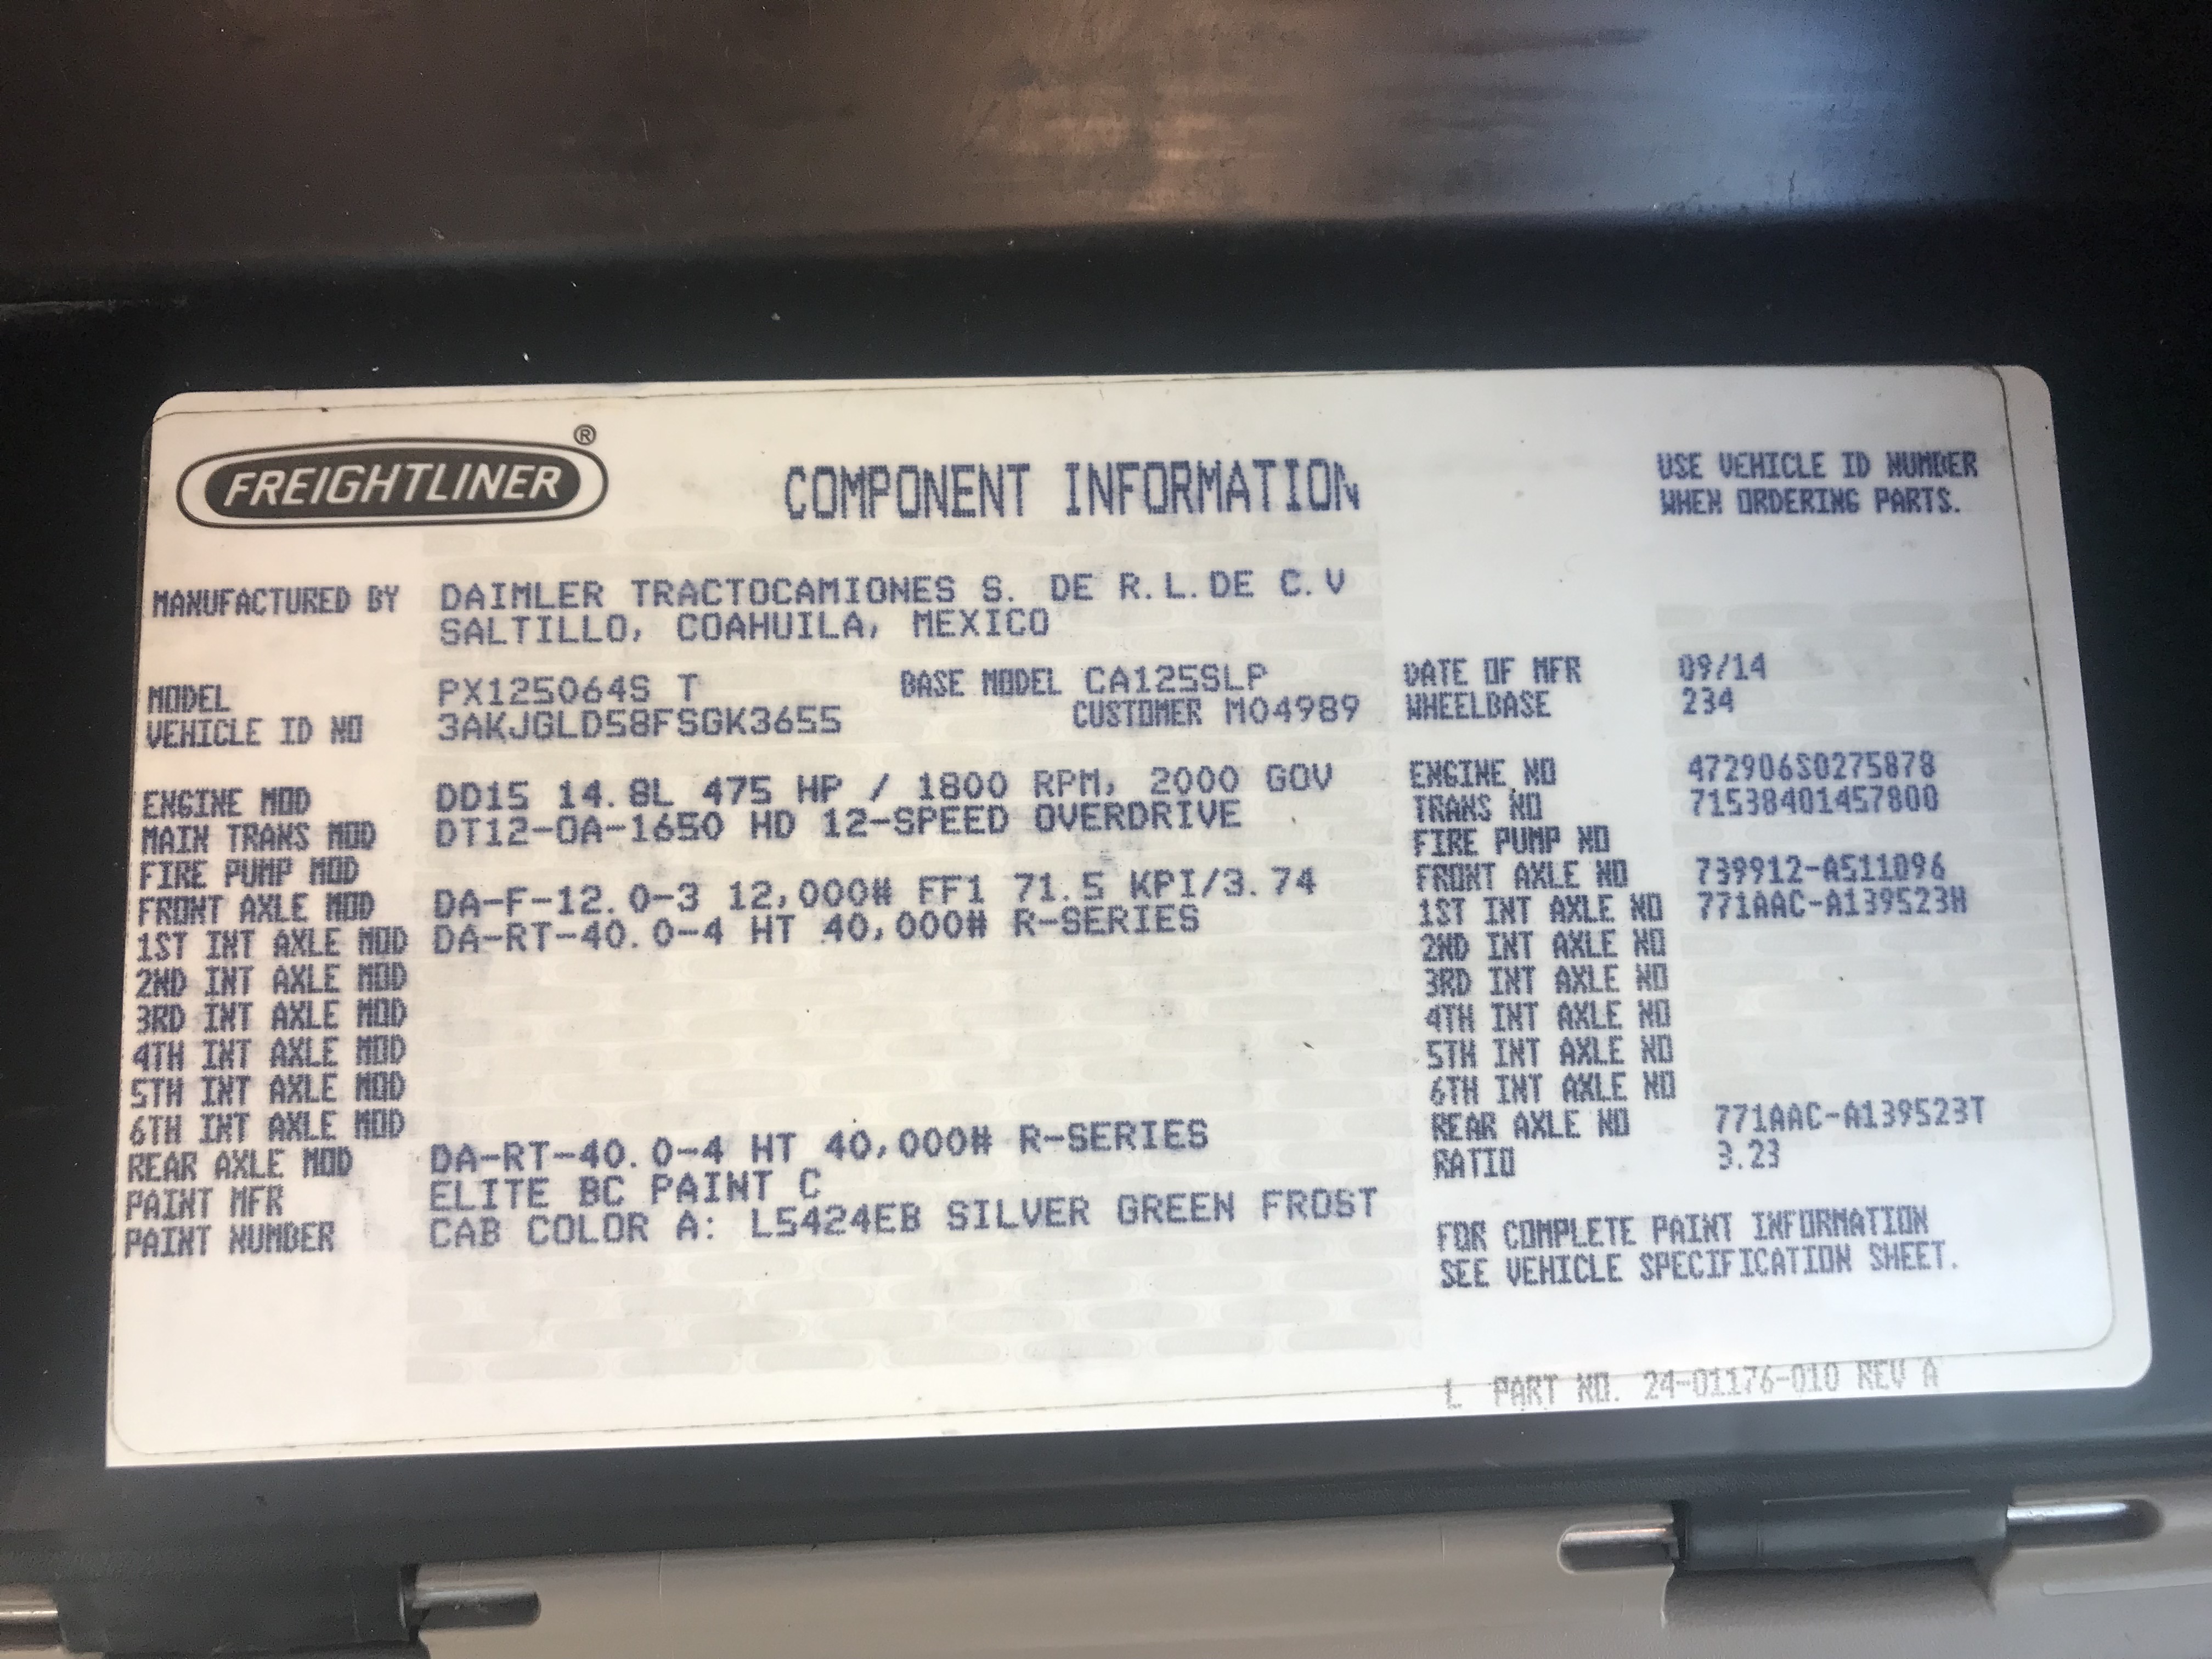 FREIGHTLINER ®
COMPONENT INFORMATION
USE VEHICLE ID NUMBER
WHEN ORDERING PARTS.
MANUFACTURED BY DAIMLER TRACTOCAMIONES S. DE R.L.DE C.V
SALTILLO, COAHUILA, MEXICO
MODEL PX125064S T BASE MODEL CA125SLP DATE OF MFR 09/14
VEHICLE ID NO 3AKJGLD58FSGK3655 CUSTOMER MO4989 WHEELBASE 234
ENGINE MOD DD15 14.8L 475 HP / 1800 RPM, 2000 GOV ENGINE NO 472906S0275878
MAIN TRANS MOD DT12-OA-1650 HD 12-SPEED OVERDRIVE TRANS NO 71538401457800
FIRE PUMP MOD FIRE PUMP NO
FRONT AXLE MOD DA-F-12.0-3 12,000# FF1 71.5 KPI/3.74 FRONT AXLE NO 739912-A511096
1ST INT AXLE MOD DA-RT-40.0-4 HT 40,000# R-SERIES 1ST INT AXLE NO 771AAC-A139523H
2ND INT AXLE MOD 2ND INT AXLE NO
3RD INT AXLE MOD 3RD INT AXLE NO
4TH INT AXLE MOD 4TH INT AXLE NO
5TH INT AXLE MOD 5TH INT AXLE NO
6TH INT AXLE MOD 6TH INT AXLE NO
REAR AXLE MOD DA-RT-40.0-4 HT 40,000# R-SERIES REAR AXLE NO 771AAC-A139523T
PAINT MFR ELITE BC PAINT C RATIO 3.23
PAINT NUMBER CAB COLOR A: L5424EB SILVER GREEN FROST
FOR COMPLETE PAINT INFORMATION
SEE VEHICLE SPECIFICATION SHEET.
L PART NO. 24-01176-010 REV A